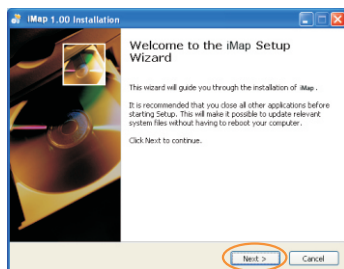 iMap 1.00 Installation
Welcome to the iMap Setup
Wizard
This wizard will guide you through the installation of iMap .
It is recommended that you close all other applications before
starting Setup. This will make it possible to update relevant
system files without having to reboot your computer.
Click Next to continue.
Next > Cancel